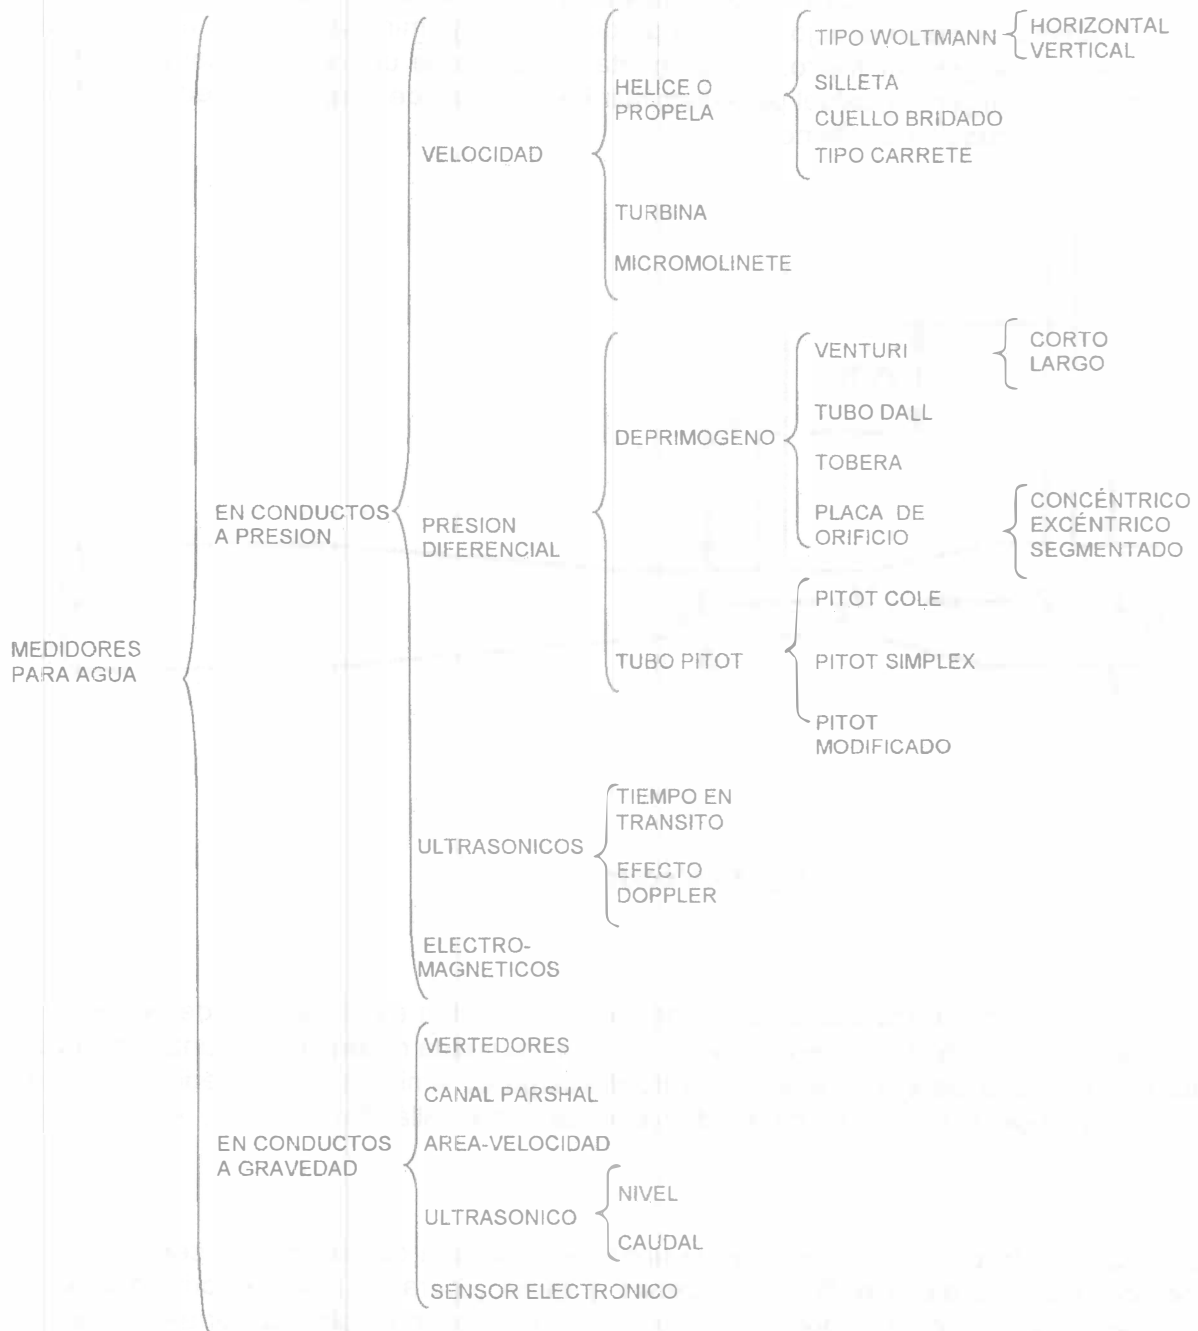 MEDIDORES
PARA AGUA
EN CONDUCTOS
A PRESION
VELOCIDAD
HELICE O
PROPELA
TIPO WOLTMANN
HORIZONTAL
VERTICAL
SILLETA
CUELLO BRIDADO
TIPO CARRETE
TURBINA
MICROMOLINETE
PRESION
DIFERENCIAL
DEPRIMOGENO
VENTURI
CORTO
LARGO
TUBO DALL
TOBERA
PLACA DE
ORIFICIO
CONCÉNTRICO
EXCÉNTRICO
SEGMENTADO
TUBO PITOT
PITOT COLE
PITOT SIMPLEX
PITOT
MODIFICADO
ULTRASONICOS
TIEMPO EN
TRANSITO
EFECTO
DOPPLER
ELECTRO-
MAGNETICOS
EN CONDUCTOS
A GRAVEDAD
VERTEDORES
CANAL PARSHAL
AREA-VELOCIDAD
ULTRASONICO
NIVEL
CAUDAL
SENSOR ELECTRONICO